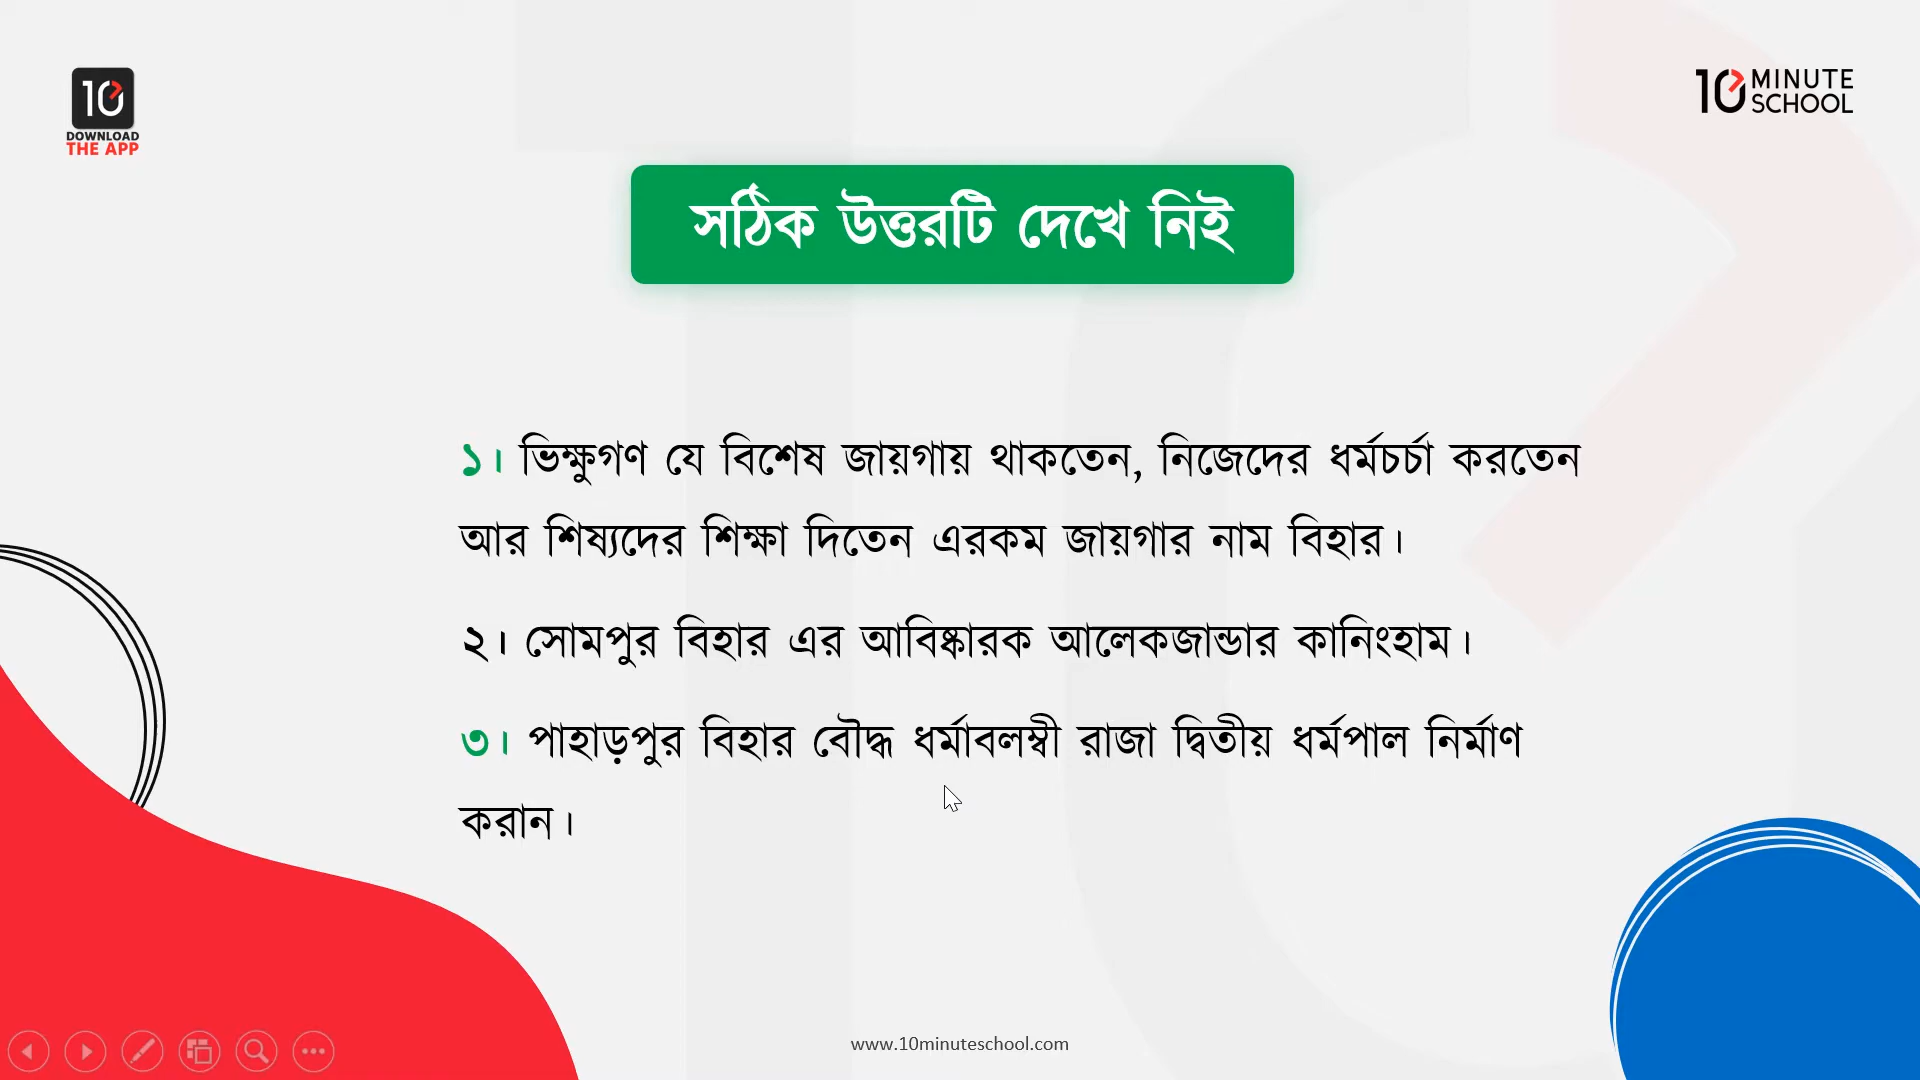 10
DOWNLOAD
THE APP
10 MINUTE
SCHOOL
সঠিক উত্তরটি দেখে নিই
১। ভিক্ষুগণ যে বিশেষ জায়গায় থাকতেন, নিজেদের ধর্মচর্চা করতেন
আর শিষ্যদের শিক্ষা দিতেন এরকম জায়গার নাম বিহার।
২। সোমপুর বিহার এর আবিষ্কারক আলেকজান্ডার কানিংহাম।
৩। পাহাড়পুর বিহার বৌদ্ধ ধর্মাবলম্বী রাজা দ্বিতীয় ধর্মপাল নির্মাণ
করান।
www.10minuteschool.com